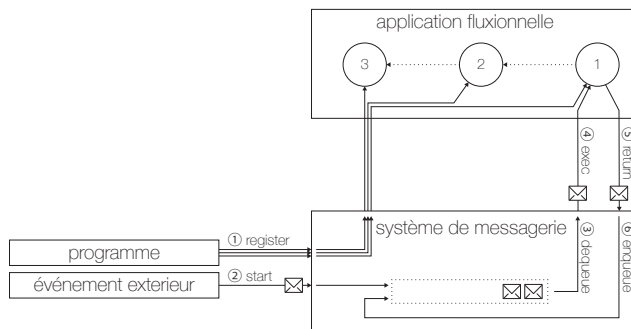 application fluxionnelle
3
2
1
④ exec
⑤ return
① register
programme
système de messagerie
② start
événement exterieur
③ dequeue
⑥ enqueue